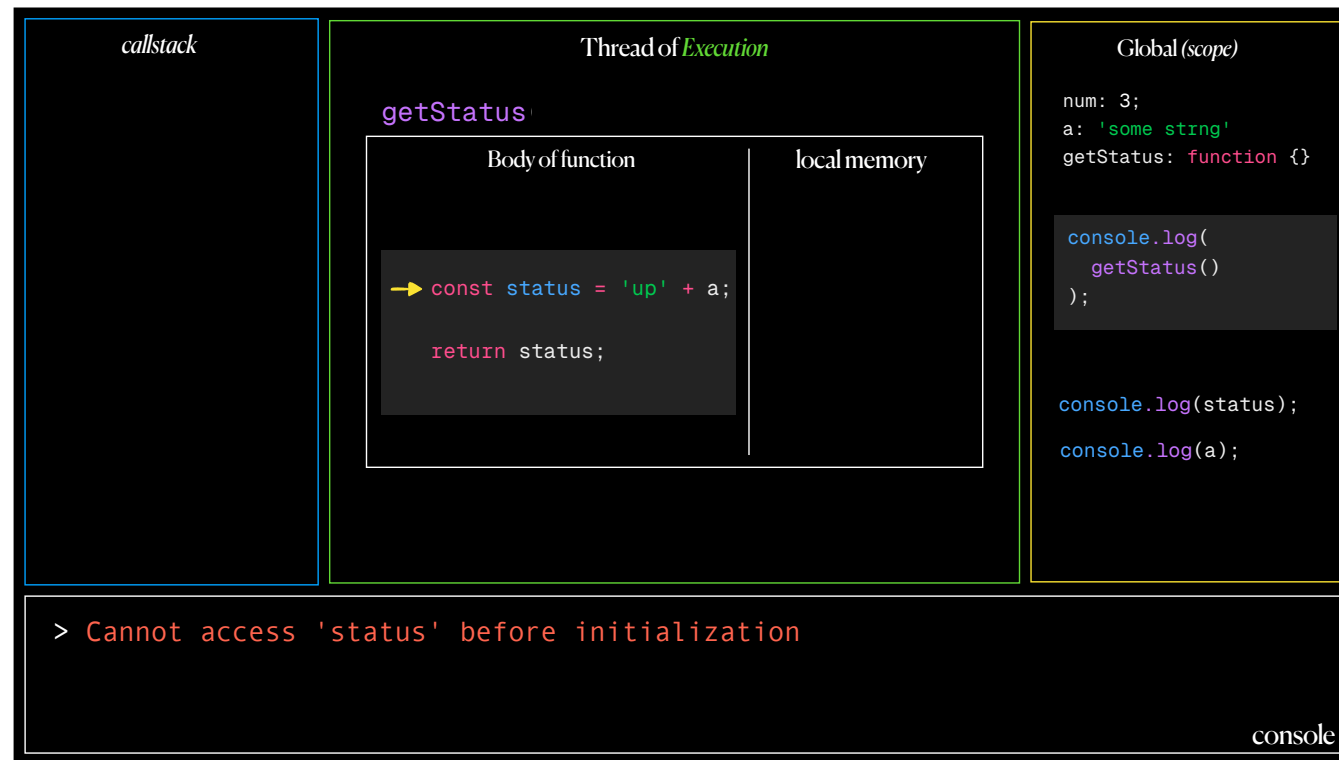 callstack
Thread of Execution
getStatus
Body of function
local memory
const status = 'up' + a;
return status;
Global (scope)
num: 3;
a: 'some strng'
getStatus: function {}
console.log(
getStatus()
);
console.log(status);
console.log(a);
> Cannot access 'status' before initialization
console